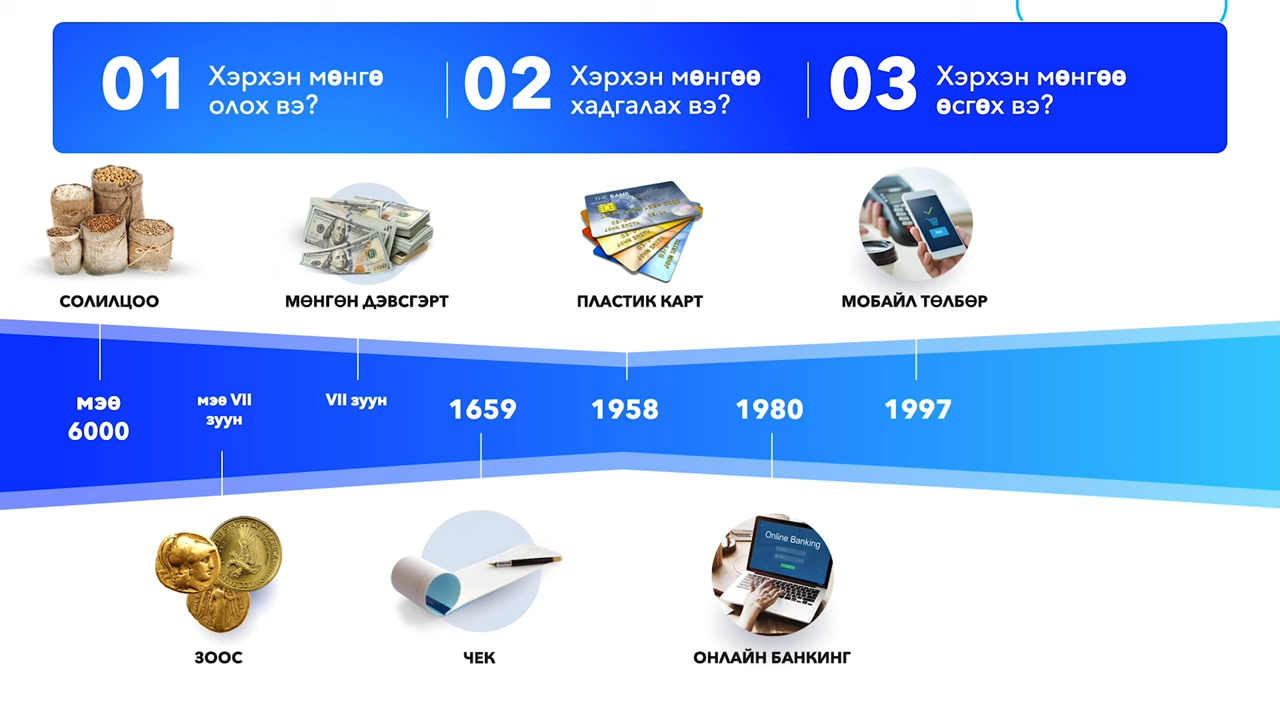 01
Хэрхэн мөнгө
олох вэ?
02
Хэрхэн мөнгөө
хадгалах вэ?
03
Хэрхэн мөнгөө
өсгөх вэ?
СОЛИЛЦОО
МӨНГӨН ДЭВСГЭРТ
ПЛАСТИК КАРТ
МОБАЙЛ ТӨЛБӨР
мэө
6000
мэө VII
зуун
VII зуун
1659
1958
1980
1997
Online Banking
ЗООС
ЧЕК
ОНЛАЙН БАНКИНГ
THE BANK